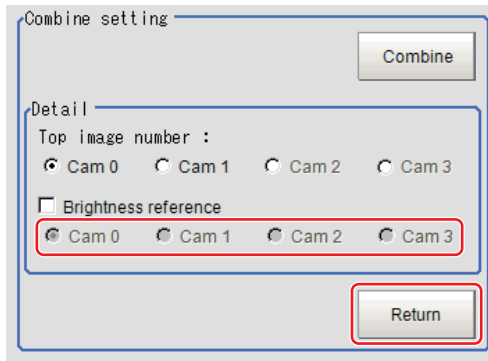 Combine setting
Combine
Detail
Top image number :
Cam 0 Cam 1 Cam 2 Cam 3
Brightness reference
Cam 0 Cam 1 Cam 2 Cam 3
Return